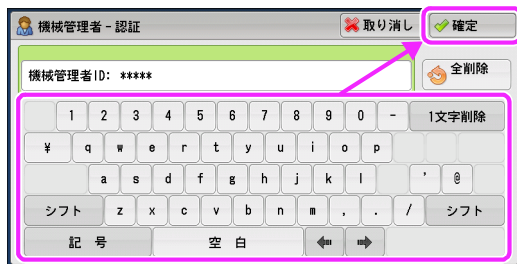 機械管理者 - 認証 取り消し 確定
機械管理者ID: ***** 全削除
1 2 3 4 5 6 7 8 9 0 - 1文字削除
¥ q w e r t y u i o p
a s d f g h j k l ' @
シフト z x c v b n m , . / シフト
記 号 空 白